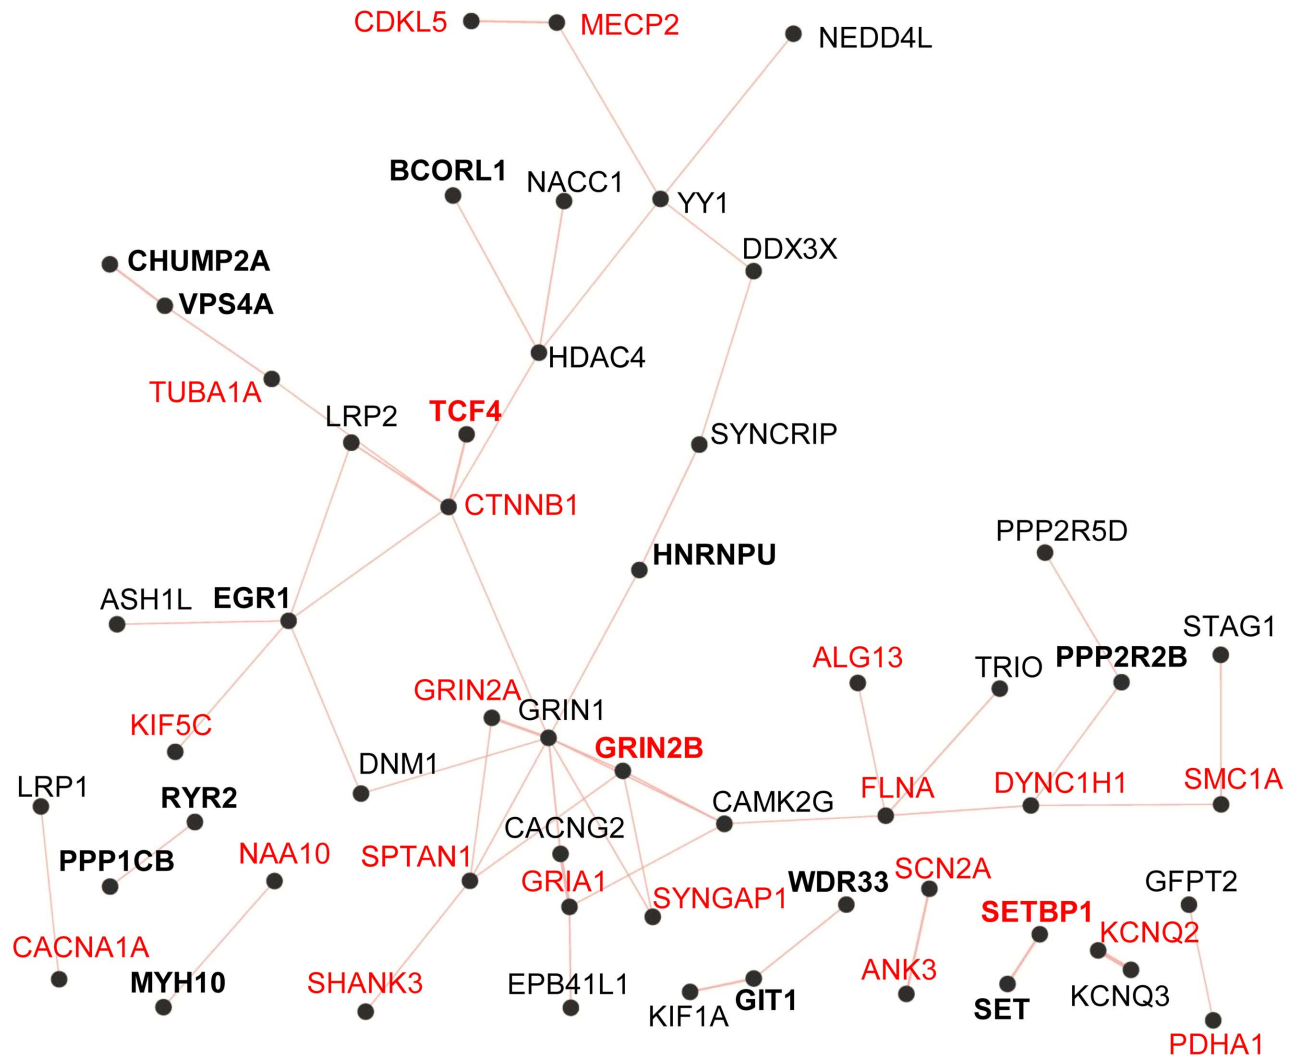 CDKL5
MECP2
NEDD4L
BCORL1
NACC1
YY1
DDX3X
CHUMP2A
VPS4A
HDAC4
TUBA1A
LRP2
TCF4
SYNCRIP
CTNNB1
PPP2R5D
HNRNPU
ASH1L
EGR1
STAG1
ALG13
TRIO
PPP2R2B
GRIN2A
GRIN1
KIF5C
GRIN2B
DNM1
LRP1
RYR2
CAMK2G
FLNA
DYNC1H1
SMC1A
CACNG2
PPP1CB
NAA10
SPTAN1
GRIA1
SYNGAP1
WDR33
SCN2A
GFPT2
SETBP1
KCNQ2
CACNA1A
MYH10
SHANK3
EPB41L1
KIF1A
GIT1
ANK3
SET
KCNQ3
PDHA1